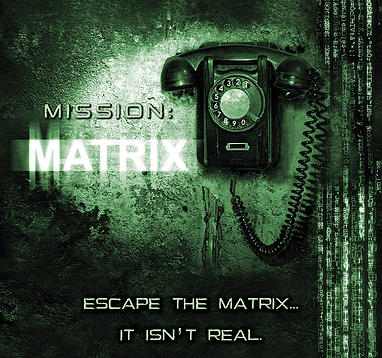 MISSION:
MATRIX
ESCAPE THE MATRIX...
IT ISN'T REAL.